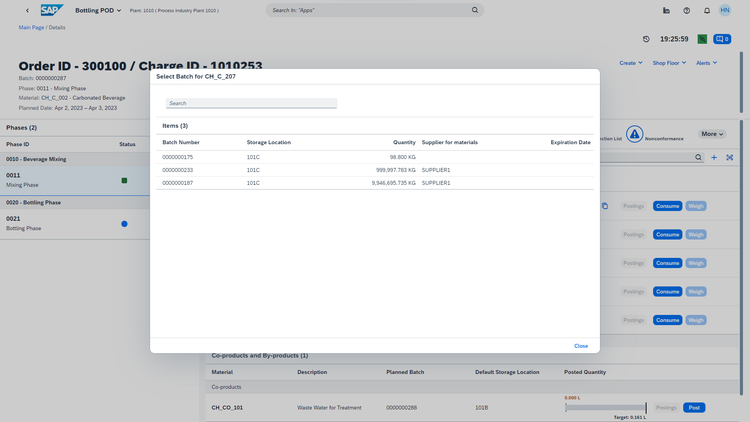 SAP
Bottling POD
Plant: 1010 ( Process Industry Plant 1010 )
Search In: "Apps"
HN
Main Page / Details
19:25:59
0
Order ID - 300100 / Charge ID - 1010253
Batch: 0000000287
Phase: 0011 - Mixing Phase
Material: CH_C_002 - Carbonated Beverage
Planned Date: Apr 2, 2023 – Apr 3, 2023
Create
Shop Floor
Alerts
Phases (2)
Phase ID
Status
0010 - Beverage Mixing
0011
Mixing Phase
0020 - Bottling Phase
0021
Bottling Phase
ction List
Nonconformance
More
Select Batch for CH_C_207
Search
Items (3)
Batch Number
Storage Location
Quantity
Supplier for materials
Expiration Date
0000000175
101C
98.800 KG
0000000233
101C
999,997.763 KG
SUPPLIER1
0000000187
101C
9,946,695.735 KG
SUPPLIER1
Close
Postings
Consume
Weigh
Postings
Consume
Weigh
Postings
Consume
Weigh
Postings
Consume
Weigh
Postings
Consume
Weigh
Co-products and By-products (1)
Material
Description
Planned Batch
Default Storage Location
Posted Quantity
Co-products
CH_CO_101
Waste Water for Treatment
0000000288
101B
0.000 L
Target: 0.161 L
Postings
Post